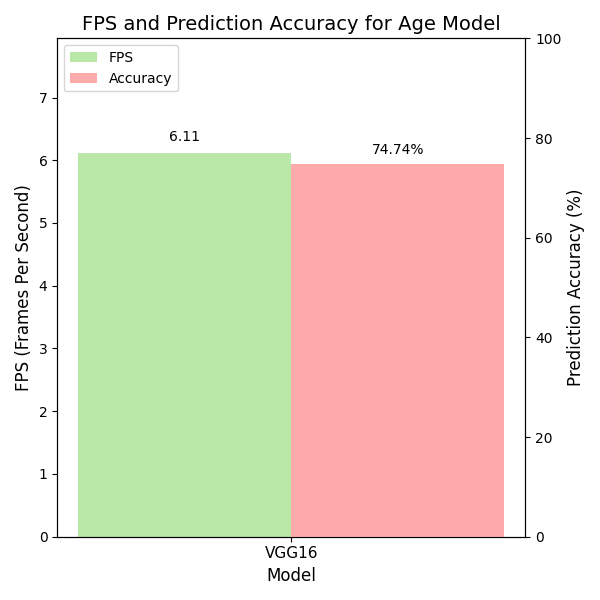 FPS and Prediction Accuracy for Age Model
FPS
Accuracy
6.11
74.74%
7
6
5
4
3
2
1
0
FPS (Frames Per Second)
100
80
60
40
20
0
Prediction Accuracy (%)
VGG16
Model